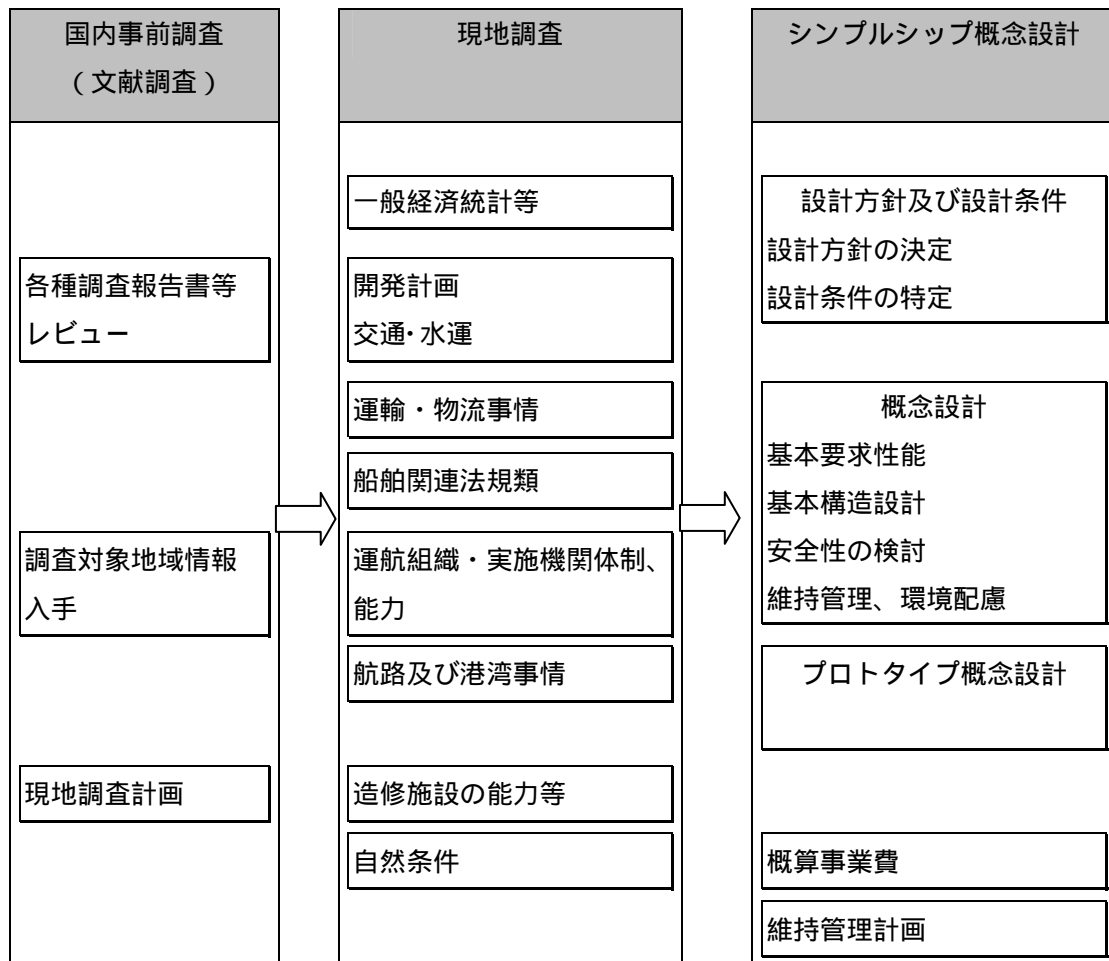 国内事前調査
(文献調査)
各種調査報告書等
レビュー
調査対象地域情報
入手
現地調査計画
現地調査
一般経済統計等
開発計画
交通・水運
運輸・物流事情
船舶関連法規類
運航組織・実施機関体制、
能力
航路及び港湾事情
造修施設の能力等
自然条件
シンプルシップ概念設計
設計方針及び設計条件
設計方針の決定
設計条件の特定
概念設計
基本要求性能
基本構造設計
安全性の検討
維持管理、環境配慮
プロトタイプ概念設計
概算事業費
維持管理計画